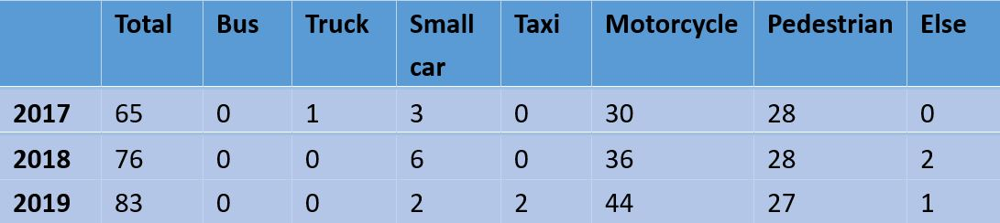 Total Bus Truck Small car Taxi Motorcycle Pedestrian Else
2017 65 0 1 3 0 30 28 0
2018 76 0 0 6 0 36 28 2
2019 83 0 0 2 2 44 27 1